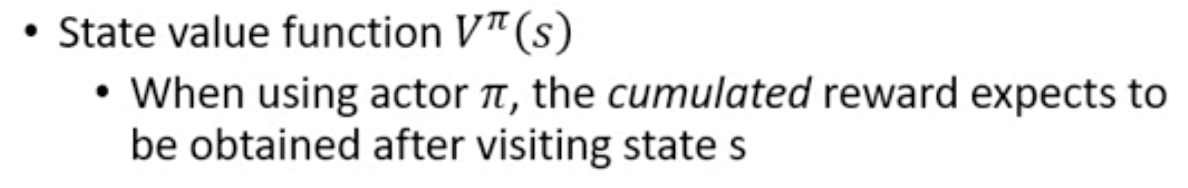 • State value function V^π(s)
• When using actor π, the cumulated reward expects to
be obtained after visiting state s